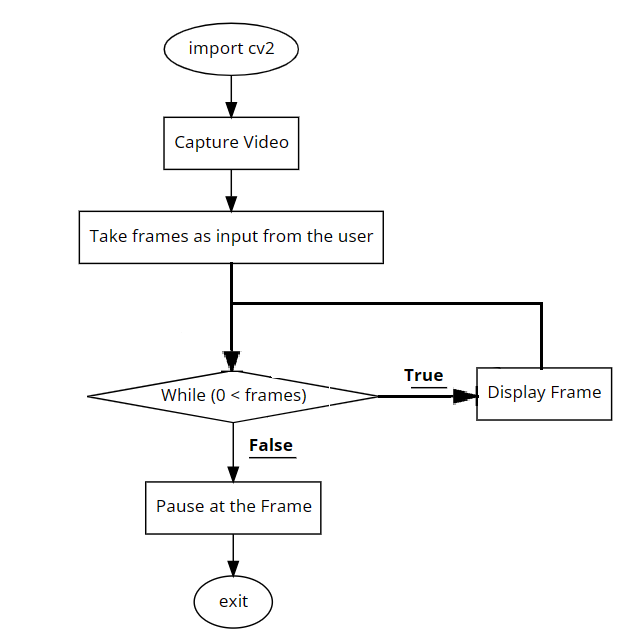 import cv2
Capture Video
Take frames as input from the user
While (0 < frames)
True
Display Frame
False
Pause at the Frame
exit